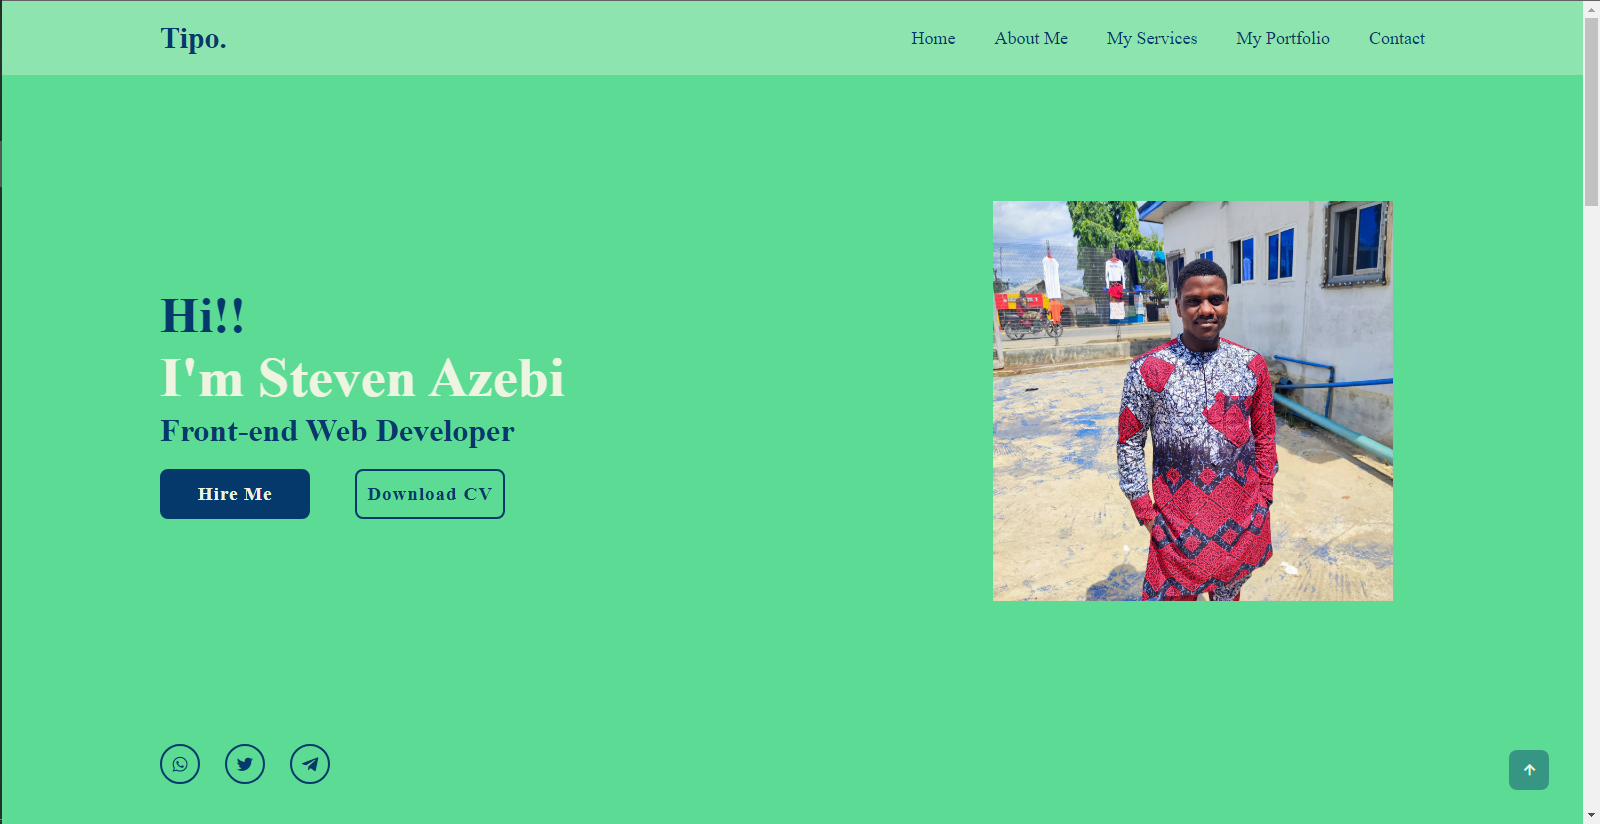 Tipo.
Home
About Me
My Services
My Portfolio
Contact
Hi!!
I'm Steven Azebi
Front-end Web Developer
Hire Me
Download CV